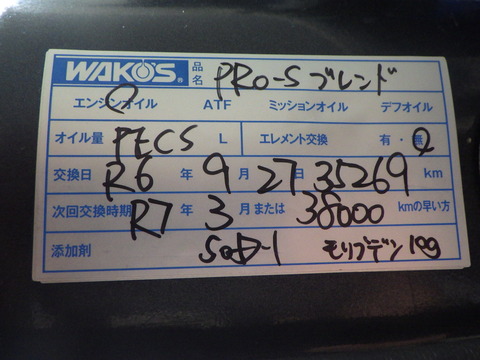 WAKO'S® 品名 PRO-S ブレンド
エンジンオイル ATF ミッションオイル デフオイル
オイル量 PECS L エレメント交換 有・無
交換日 R6 年 9 月 27 日 35269 km
次回交換時期 R7 年 3 月または 38000 kmの早い方
添加剤 モリブデン 10g